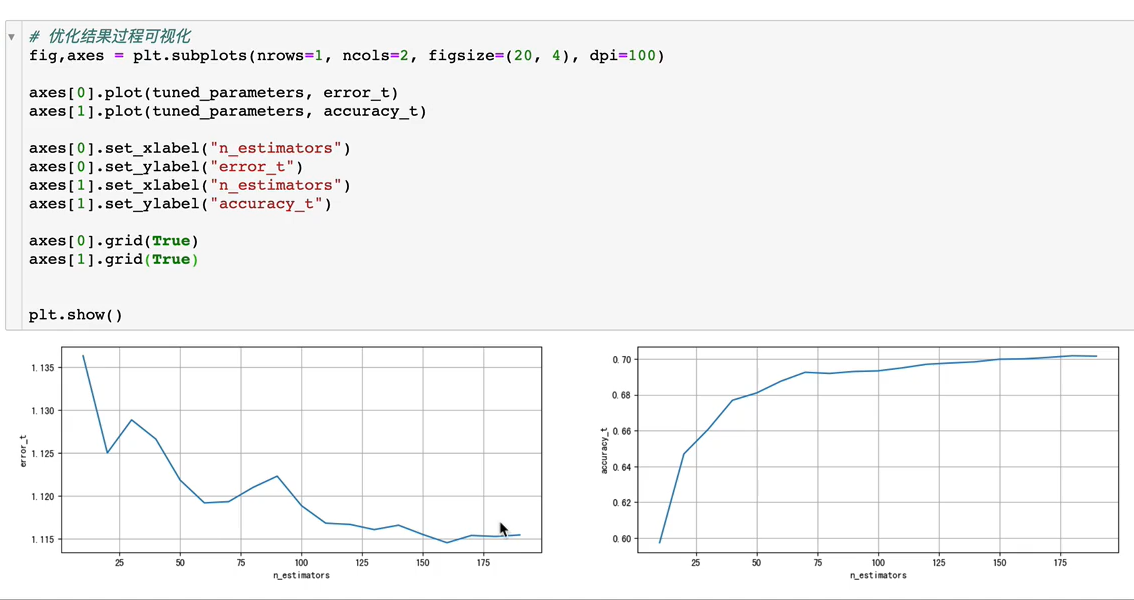 # 优化结果过程可视化
fig,axes = plt.subplots(nrows=1, ncols=2, figsize=(20, 4), dpi=100)
axes[0].plot(tuned_parameters, error_t)
axes[1].plot(tuned_parameters, accuracy_t)
axes[0].set_xlabel("n_estimators")
axes[0].set_ylabel("error_t")
axes[1].set_xlabel("n_estimators")
axes[1].set_ylabel("accuracy_t")
axes[0].grid(True)
axes[1].grid(True)
plt.show()
1.135
1.130
1.125
1.120
1.115
error_t
25 50 75 100 125 150 175
n_estimators
0.70
0.68
0.66
0.64
0.62
0.60
accuracy_t
25 50 75 100 125 150 175
n_estimators